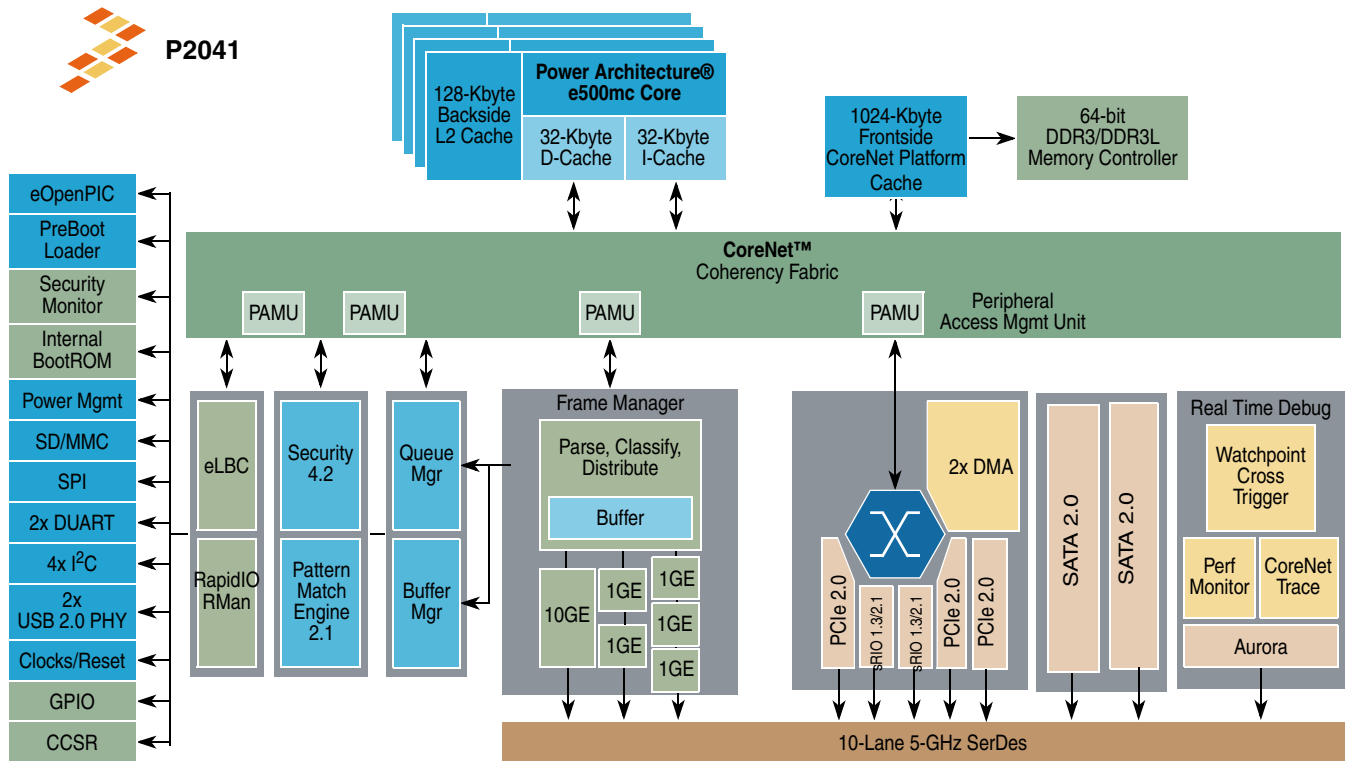 P2041
128-Kbyte
Backside
L2 Cache
Power Architecture®
e500mc Core
32-Kbyte
D-Cache
32-Kbyte
I-Cache
1024-Kbyte
Frontside
CoreNet Platform
Cache
64-bit
DDR3/DDR3L
Memory Controller
eOpenPIC
PreBoot
Loader
Security
Monitor
Internal
BootROM
Power Mgmt
SD/MMC
SPI
2x DUART
4x I²C
2x
USB 2.0 PHY
Clocks/Reset
GPIO
CCSR
CoreNet™
Coherency Fabric
PAMU
PAMU
PAMU
PAMU
Peripheral
Access Mgmt Unit
eLBC
RapidIO
RMan
Security
4.2
Pattern
Match
Engine
2.1
Queue
Mgr
Buffer
Mgr
Frame Manager
Parse, Classify,
Distribute
Buffer
10GE
1GE
1GE
1GE
1GE
1GE
2x DMA
PCIe 2.0
sRIO 1.3/2.1
sRIO 1.3/2.1
PCIe 2.0
PCIe 2.0
SATA 2.0
SATA 2.0
Real Time Debug
Watchpoint
Cross
Trigger
Perf
Monitor
CoreNet
Trace
Aurora
10-Lane 5-GHz SerDes